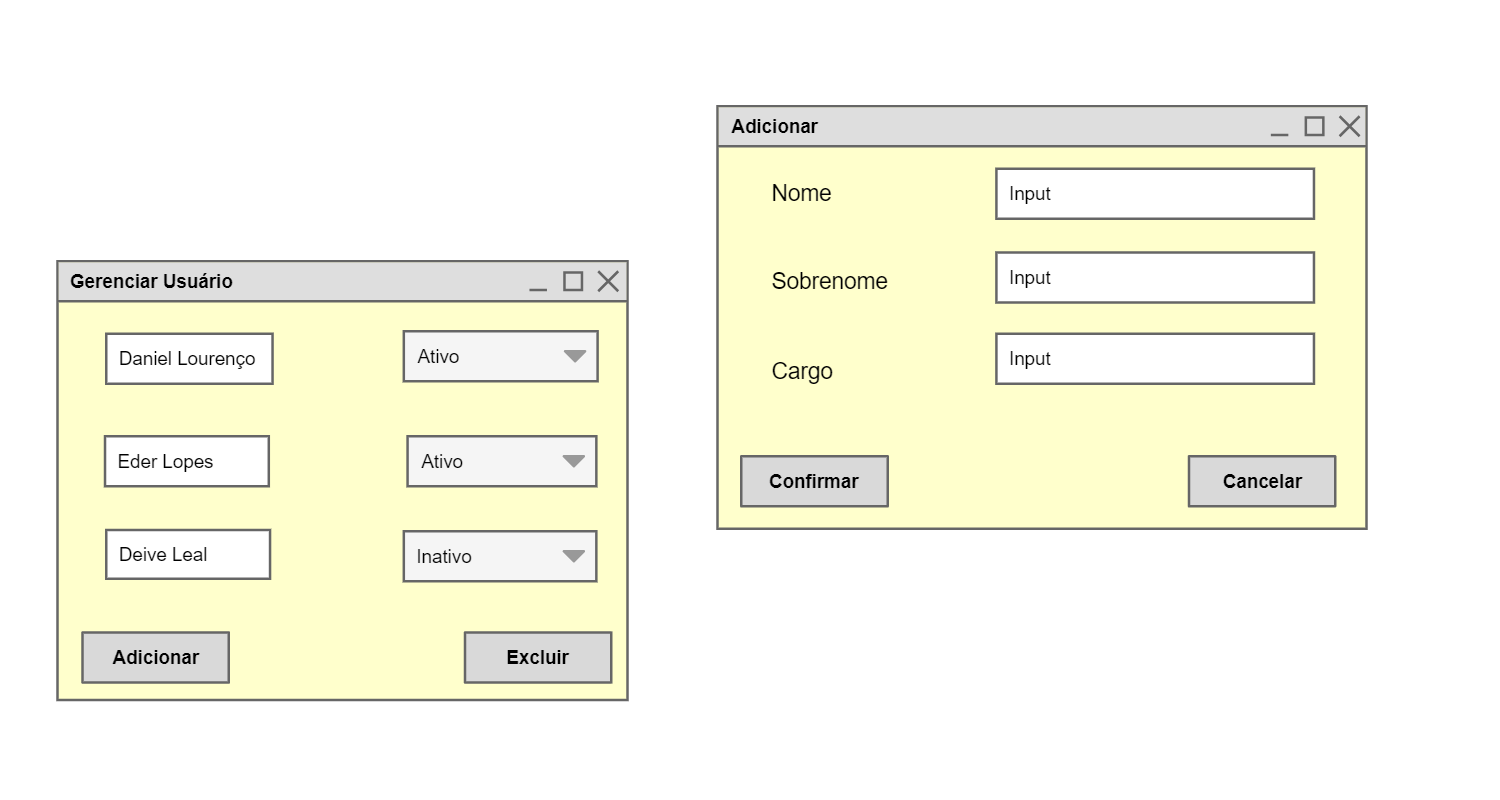 Adicionar
Nome
Input
Sobrenome
Input
Cargo
Input
Confirmar
Cancelar
Gerenciar Usuário
Daniel Lourenço
Ativo
Eder Lopes
Ativo
Deive Leal
Inativo
Adicionar
Excluir